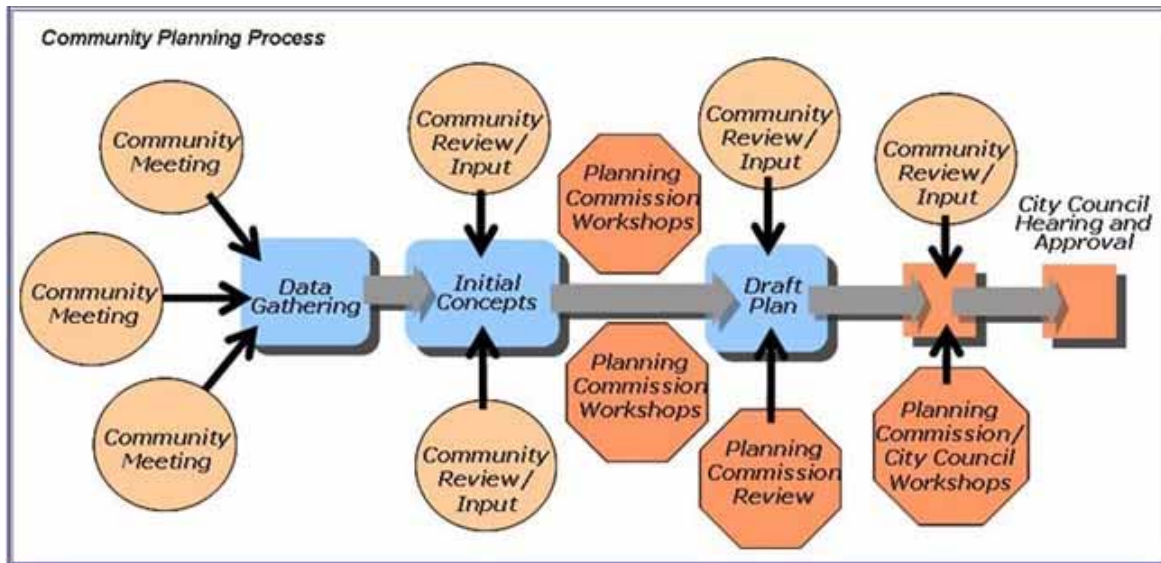 Community Planning Process
Community
Meeting
Community
Meeting
Community
Meeting
Data
Gathering
Community
Review/
Input
Initial
Concepts
Community
Review/
Input
Planning
Commission
Workshops
Planning
Commission
Workshops
Community
Review/
Input
Draft
Plan
Planning
Commission
Review
Community
Review/
Input
Planning
Commission/
City Council
Workshops
City Council
Hearing and
Approval